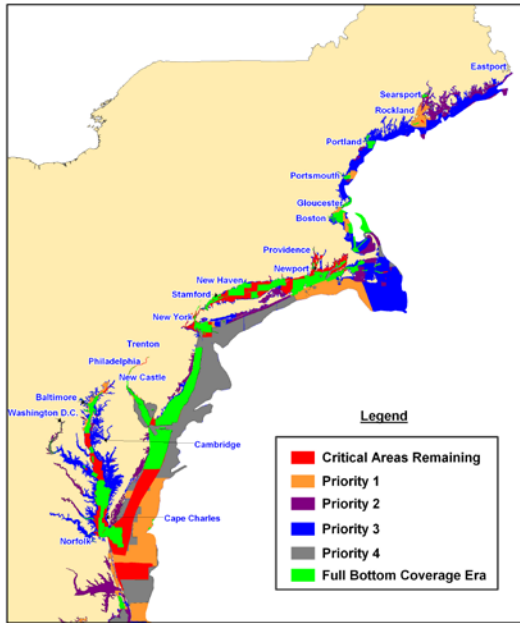 Eastport
Searsport
Rockland
Portland
Portsmouth
Gloucester
Boston
Providence
Newport
New Haven
Stamford
New York
Trenton
Philadelphia
New Castle
Baltimore
Washington D.C.
Cambridge
Cape Charles
Norfolk
Legend
Critical Areas Remaining
Priority 1
Priority 2
Priority 3
Priority 4
Full Bottom Coverage Era